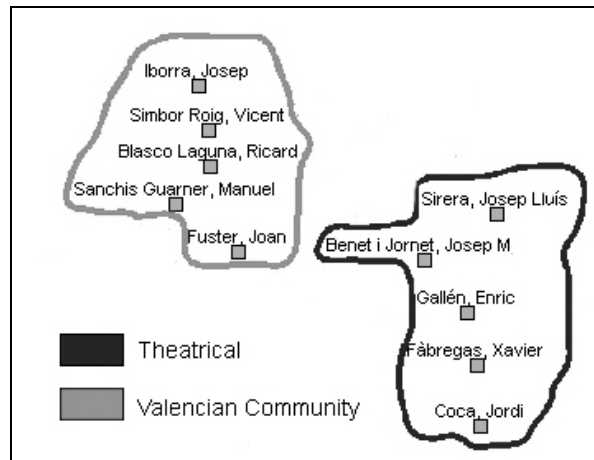 Iborra, Josep
Simbor Roig, Vicent
Blasco Laguna, Ricard
Sanchis Guarner, Manuel
Fuster, Joan
Sirera, Josep Lluís
Benet i Jornet, Josep M
Gallén, Enric
Fàbregas, Xavier
Coca, Jordi
Theatrical
Valencian Community